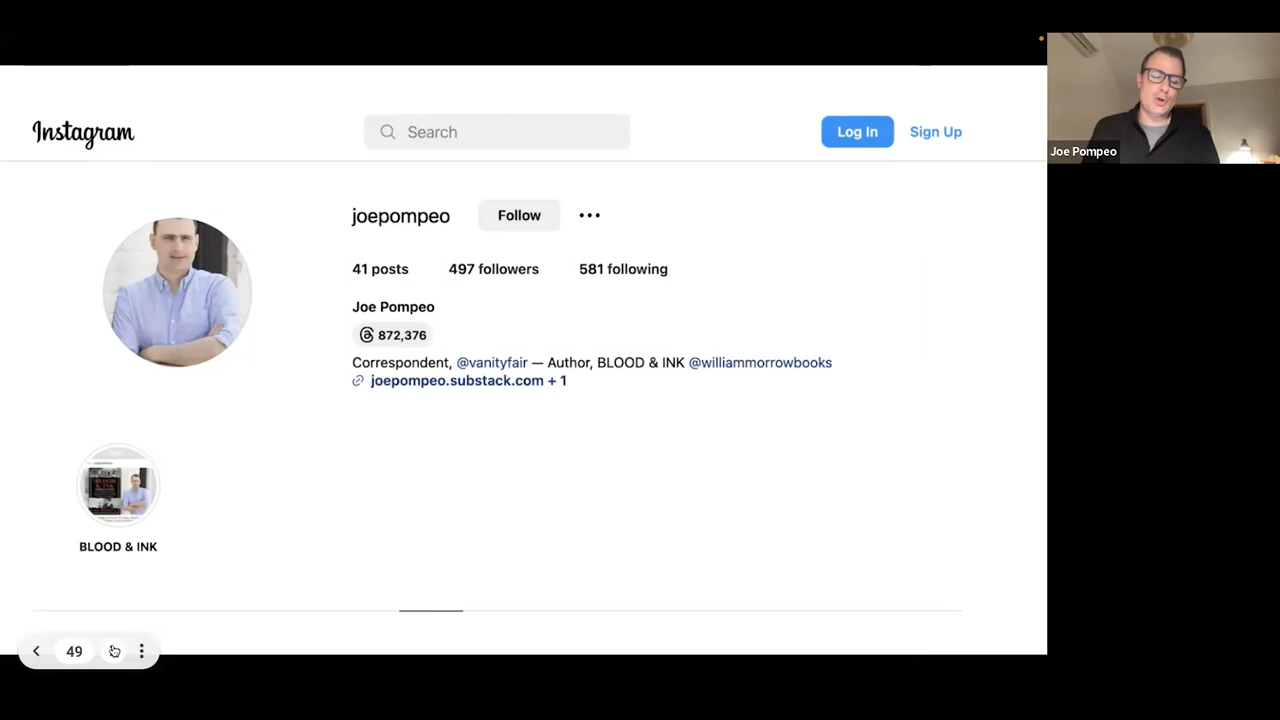 Instagram
Search
Log In
Sign Up
Joe Pompeo
joepompeo
Follow
41 posts 497 followers 581 following
Joe Pompeo
872,376
Correspondent, @vanityfair — Author, BLOOD & INK @williammorrowbooks
joepompeo.substack.com + 1
BLOOD & INK
49